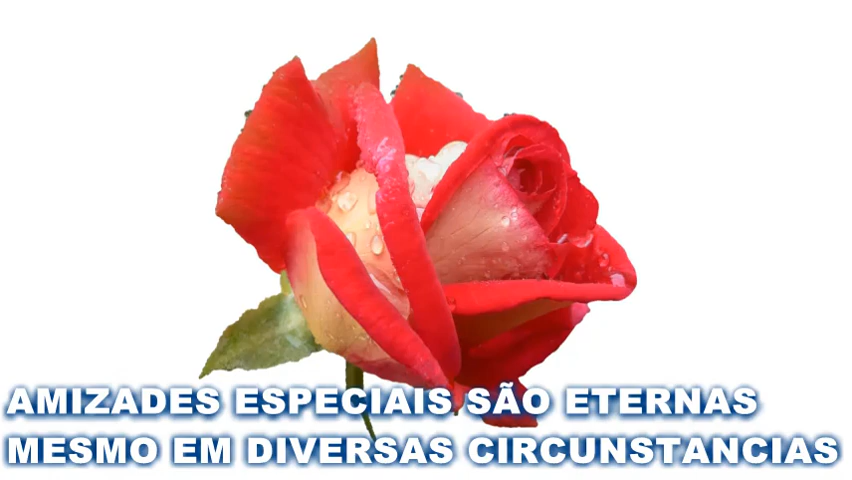 AMIZADES ESPECIAIS SÃO ETERNAS
MESMO EM DIVERSAS CIRCUNSTANCIAS